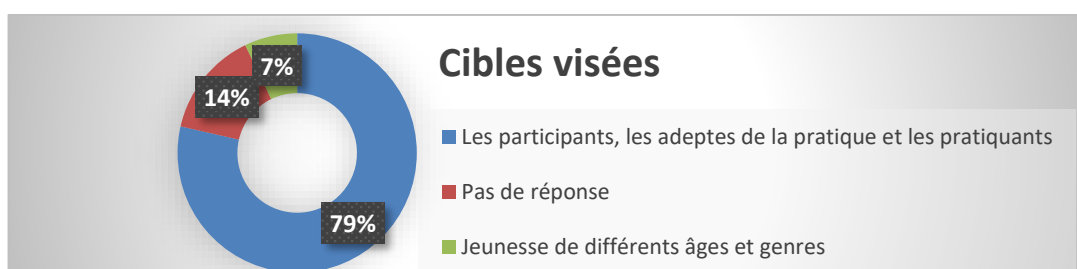 Cibles visées
7%
14%
79%
Les participants, les adeptes de la pratique et les pratiquants
Pas de réponse
Jeunesse de différents âges et genres